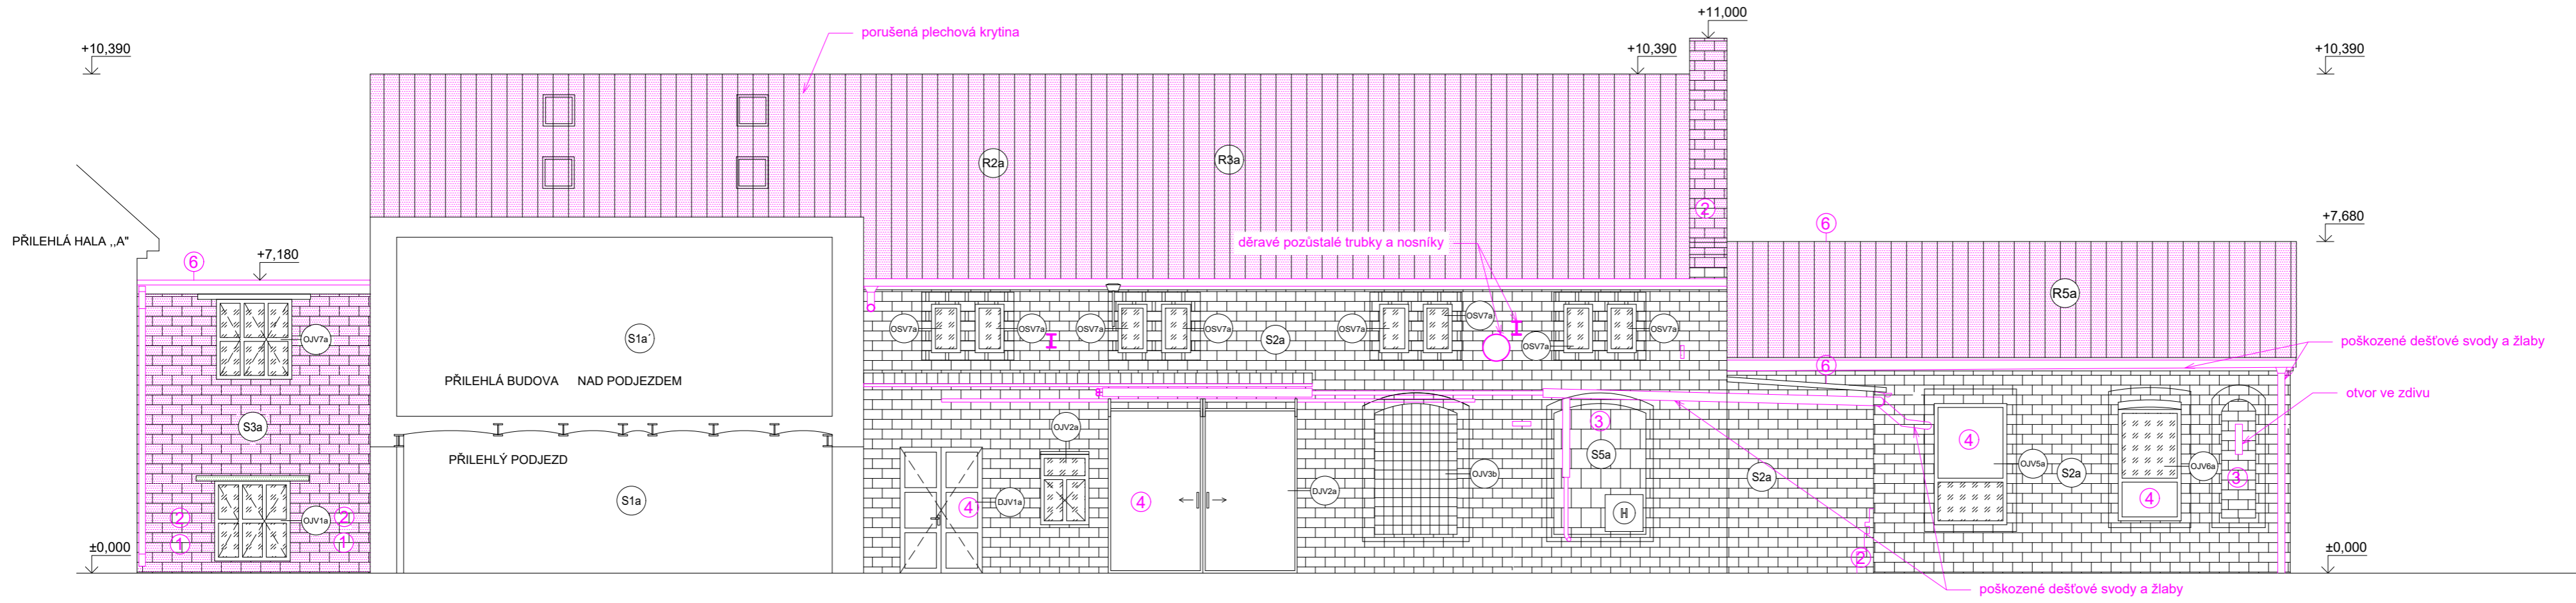 +11,000
porušená plechová krytina
+10,390
+10,390
+10,390
R2a
R3a
2
+7,680
6
PŘILEHLÁ HALA ,,A"
děravé pozůstalé trubky a nosníky
+7,180
6
R5a
OJV7a
S1a´
OSV7a
OSV7a
OSV7a
OSV7a
S2a
OSV7a
OSV7a
OSV7a
OSV7a
poškozené dešťové svody a žlaby
6
PŘILEHLÁ BUDOVA NAD PODJEZDEM
otvor ve zdivu
S3a
OJV2a
3
4
PŘILEHLÝ PODJEZD
S5a
OJV3b
S2a
OJV5a
S2a
OJV6a
3
S1a
4
DJV1a
4
DJV2a
4
H
2
OJV1a
2
1
1
±0,000
2
±0,000
poškozené dešťové svody a žlaby